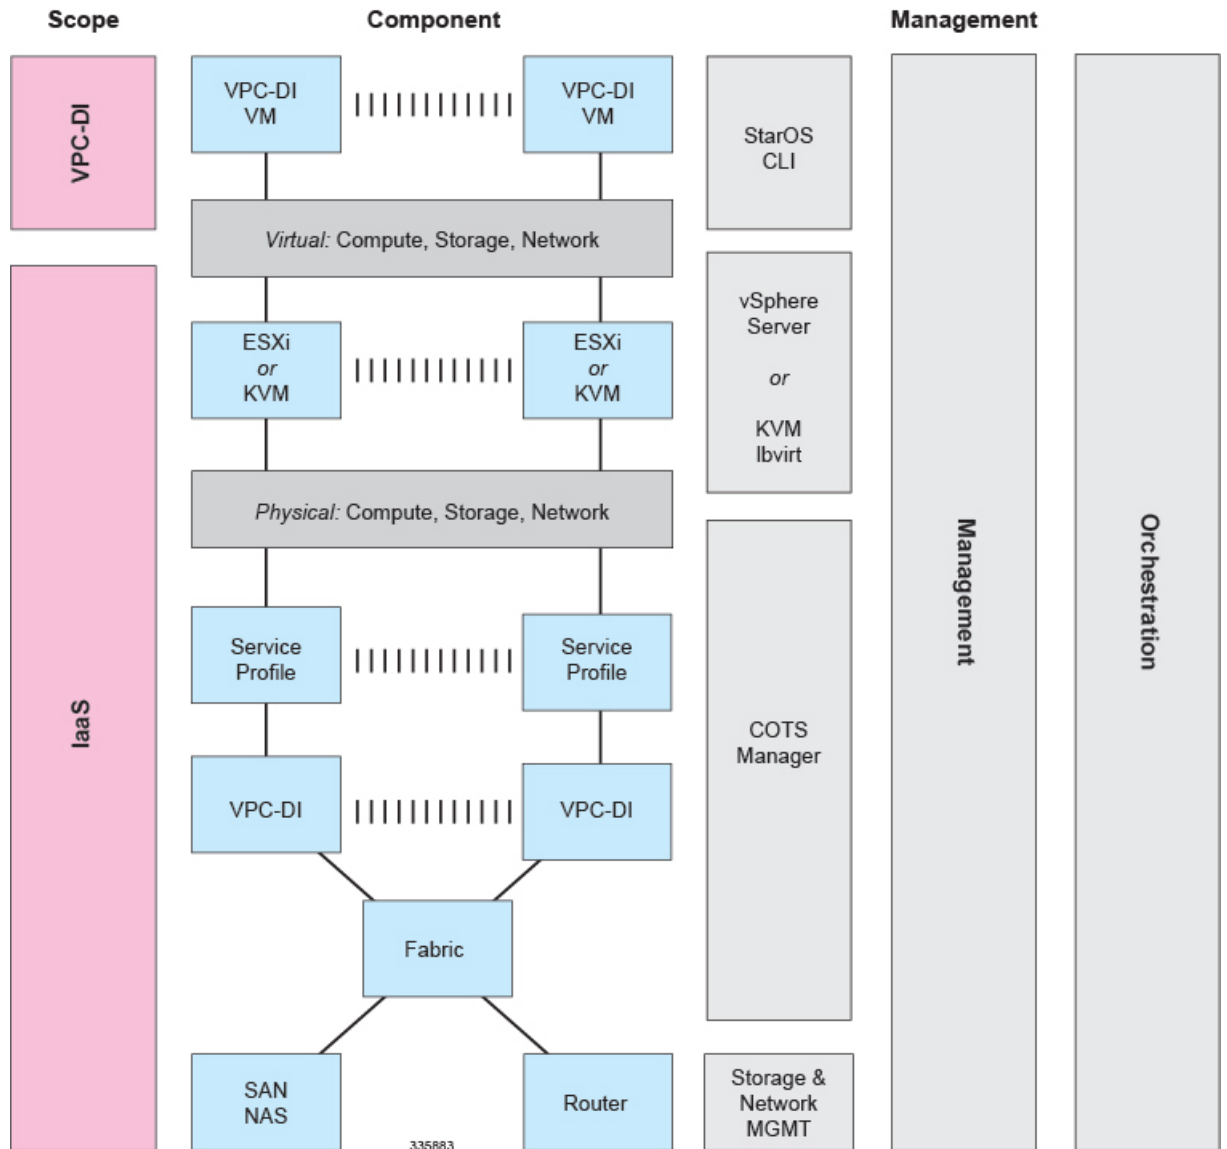 Scope
Component
Management
VPC-DI
VPC-DI
VM
VPC-DI
VM
StarOS
CLI
Virtual: Compute, Storage, Network
IaaS
ESXi
or
KVM
ESXi
or
KVM
vSphere
Server
or
KVM
lbvirt
Physical: Compute, Storage, Network
Service
Profile
Service
Profile
COTS
Manager
VPC-DI
VPC-DI
Fabric
SAN
NAS
Router
Storage &
Network
MGMT
335883
Management
Orchestration